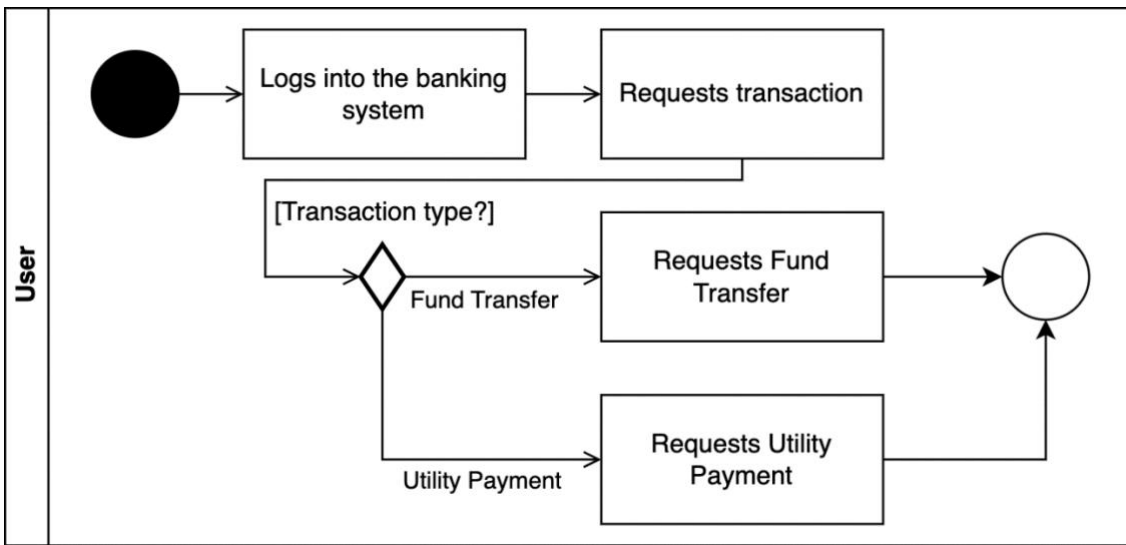 User
Logs into the banking
system
Requests transaction
[Transaction type?]
Fund Transfer
Requests Fund
Transfer
Utility Payment
Requests Utility
Payment